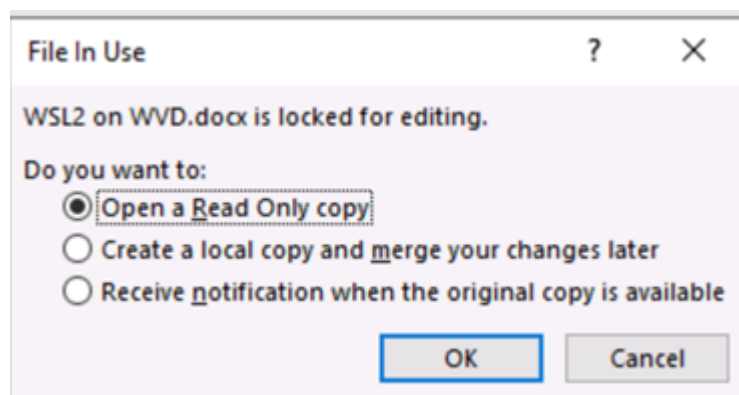 File In Use
WSL2 on WVD.docx is locked for editing.
Do you want to:
Open a Read Only copy
Create a local copy and merge your changes later
Receive notification when the original copy is available
OK Cancel